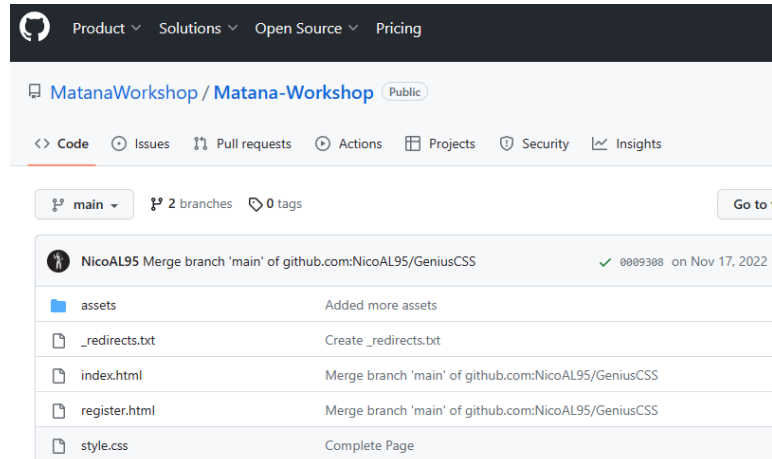 Product Solutions Open Source Pricing
MatanaWorkshop / Matana-Workshop Public
Code Issues Pull requests Actions Projects Security Insights
main 2 branches 0 tags Go to
NicoAL95 Merge branch 'main' of github.com:NicoAL95/GeniusCSS 0009308 on Nov 17, 2022
assets Added more assets
_redirects.txt Create _redirects.txt
index.html Merge branch 'main' of github.com:NicoAL95/GeniusCSS
register.html Merge branch 'main' of github.com:NicoAL95/GeniusCSS
style.css Complete Page